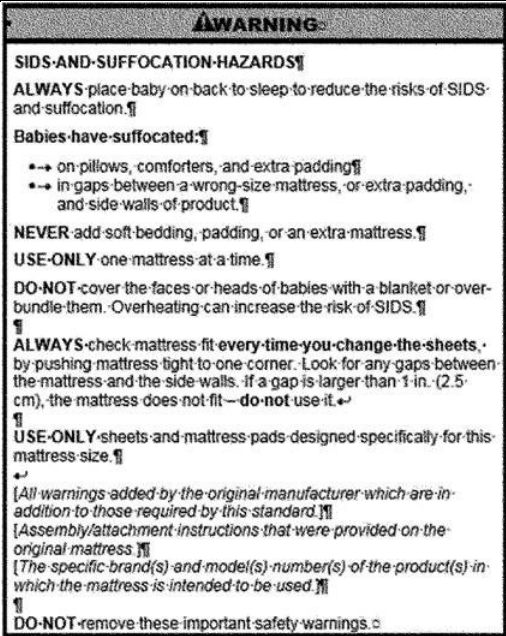 ⚠WARNING
SIDS AND SUFFOCATION HAZARDS¶
ALWAYS place baby on back to sleep to reduce the risks of SIDS
and suffocation.¶
Babies have suffocated:¶
•→ on pillows, comforters, and extra padding¶
•→ in gaps between a wrong-size mattress, or extra padding,
and side walls of product.¶
NEVER add soft bedding, padding, or an extra mattress.¶
USE ONLY one mattress at a time.¶
DO NOT cover the faces or heads of babies with a blanket or over-
bundle them. Overheating can increase the risk of SIDS.¶
¶
ALWAYS check mattress fit every time you change the sheets,
by pushing mattress tight to one corner. Look for any gaps between
the mattress and the side walls. If a gap is larger than 1 in. (2.5
cm), the mattress does not fit – do not use it.↵
¶
USE ONLY sheets and mattress pads designed specifically for this
mattress size.¶
↵
[All warnings added by the original manufacturer which are in
addition to those required by this standard.]¶
[Assembly/attachment instructions that were provided on the
original mattress.]¶
[The specific brand(s) and model(s) number(s) of the product(s) in
which the mattress is intended to be used.]¶
¶
DO NOT remove these important safety warnings.¤